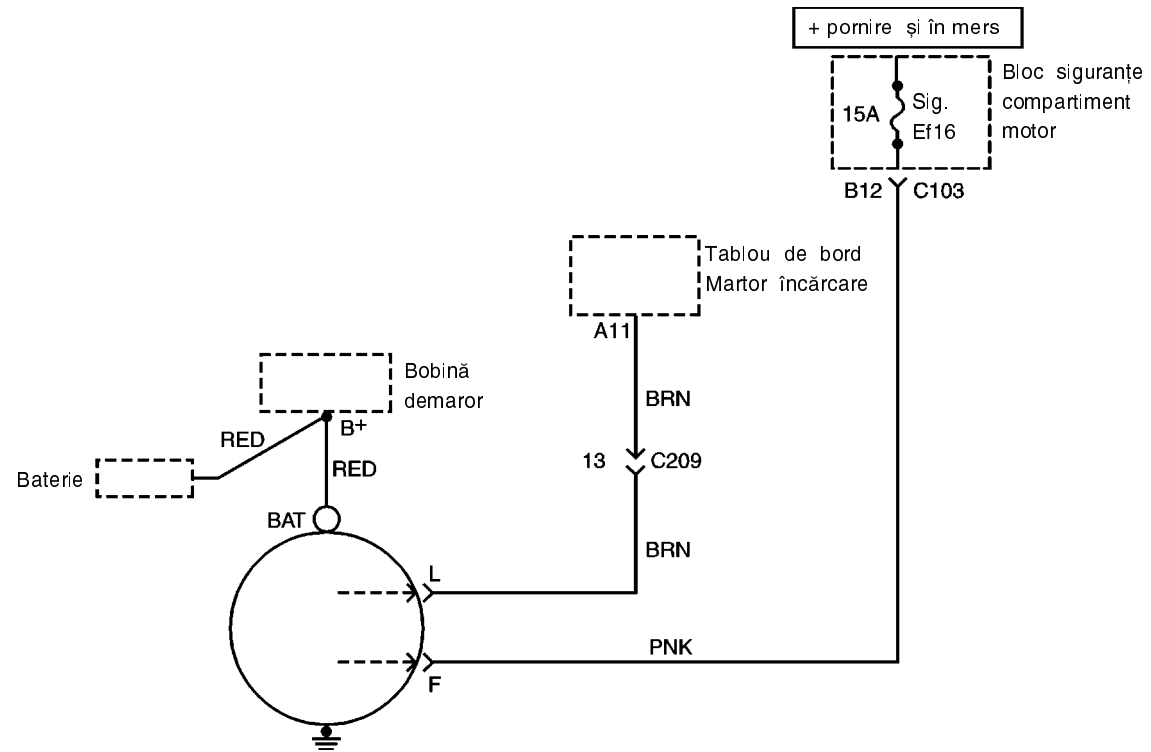 + pornire și în mers
Bloc siguranțe
compartiment
motor
15A
Sig.
Ef16
B12
C103
Tablou de bord
Martor încărcare
A11
BRN
Bobină
demaror
B+
RED
RED
Baterie
13
C209
BAT
BRN
L
PNK
F